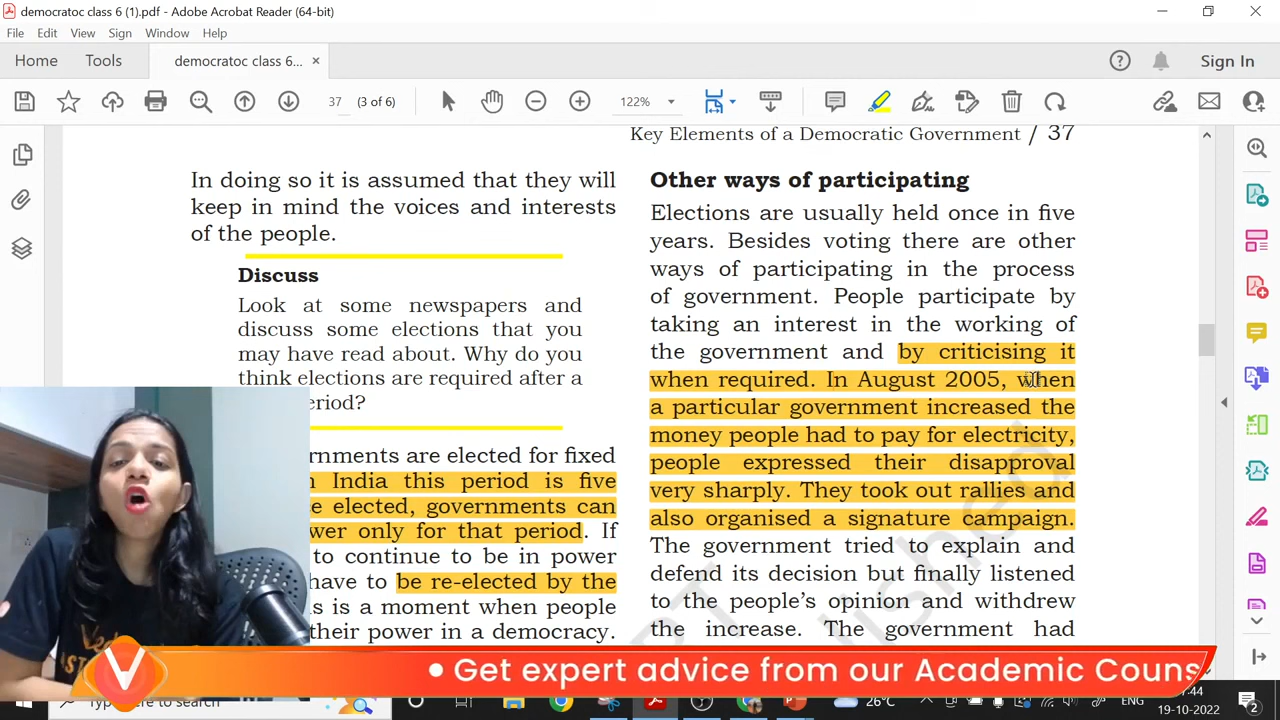 democratoc class 6 (1).pdf - Adobe Acrobat Reader (64-bit)
File Edit View Sign Window Help
Home Tools democratoc class 6... × Sign In
37 (3 of 6) 122%
Key Elements of a Democratic Government / 37
In doing so it is assumed that they will
keep in mind the voices and interests
of the people.
Discuss
Look at some newspapers and
discuss some elections that you
may have read about. Why do you
think elections are required after a
period?
are elected for fixed
India this period is five
elected, governments can
only for that period. If
to continue to be in power
have to be re-elected by the
is a moment when people
their power in a democracy.
Other ways of participating
Elections are usually held once in five
years. Besides voting there are other
ways of participating in the process
of government. People participate by
taking an interest in the working of
the government and by criticising it
when required. In August 2005, when
a particular government increased the
money people had to pay for electricity,
people expressed their disapproval
very sharply. They took out rallies and
also organised a signature campaign.
The government tried to explain and
defend its decision but finally listened
to the people's opinion and withdrew
the increase. The government had
V • Get expert advice from our Academic Couns
to search
26°C ENG
19-10-2022 2